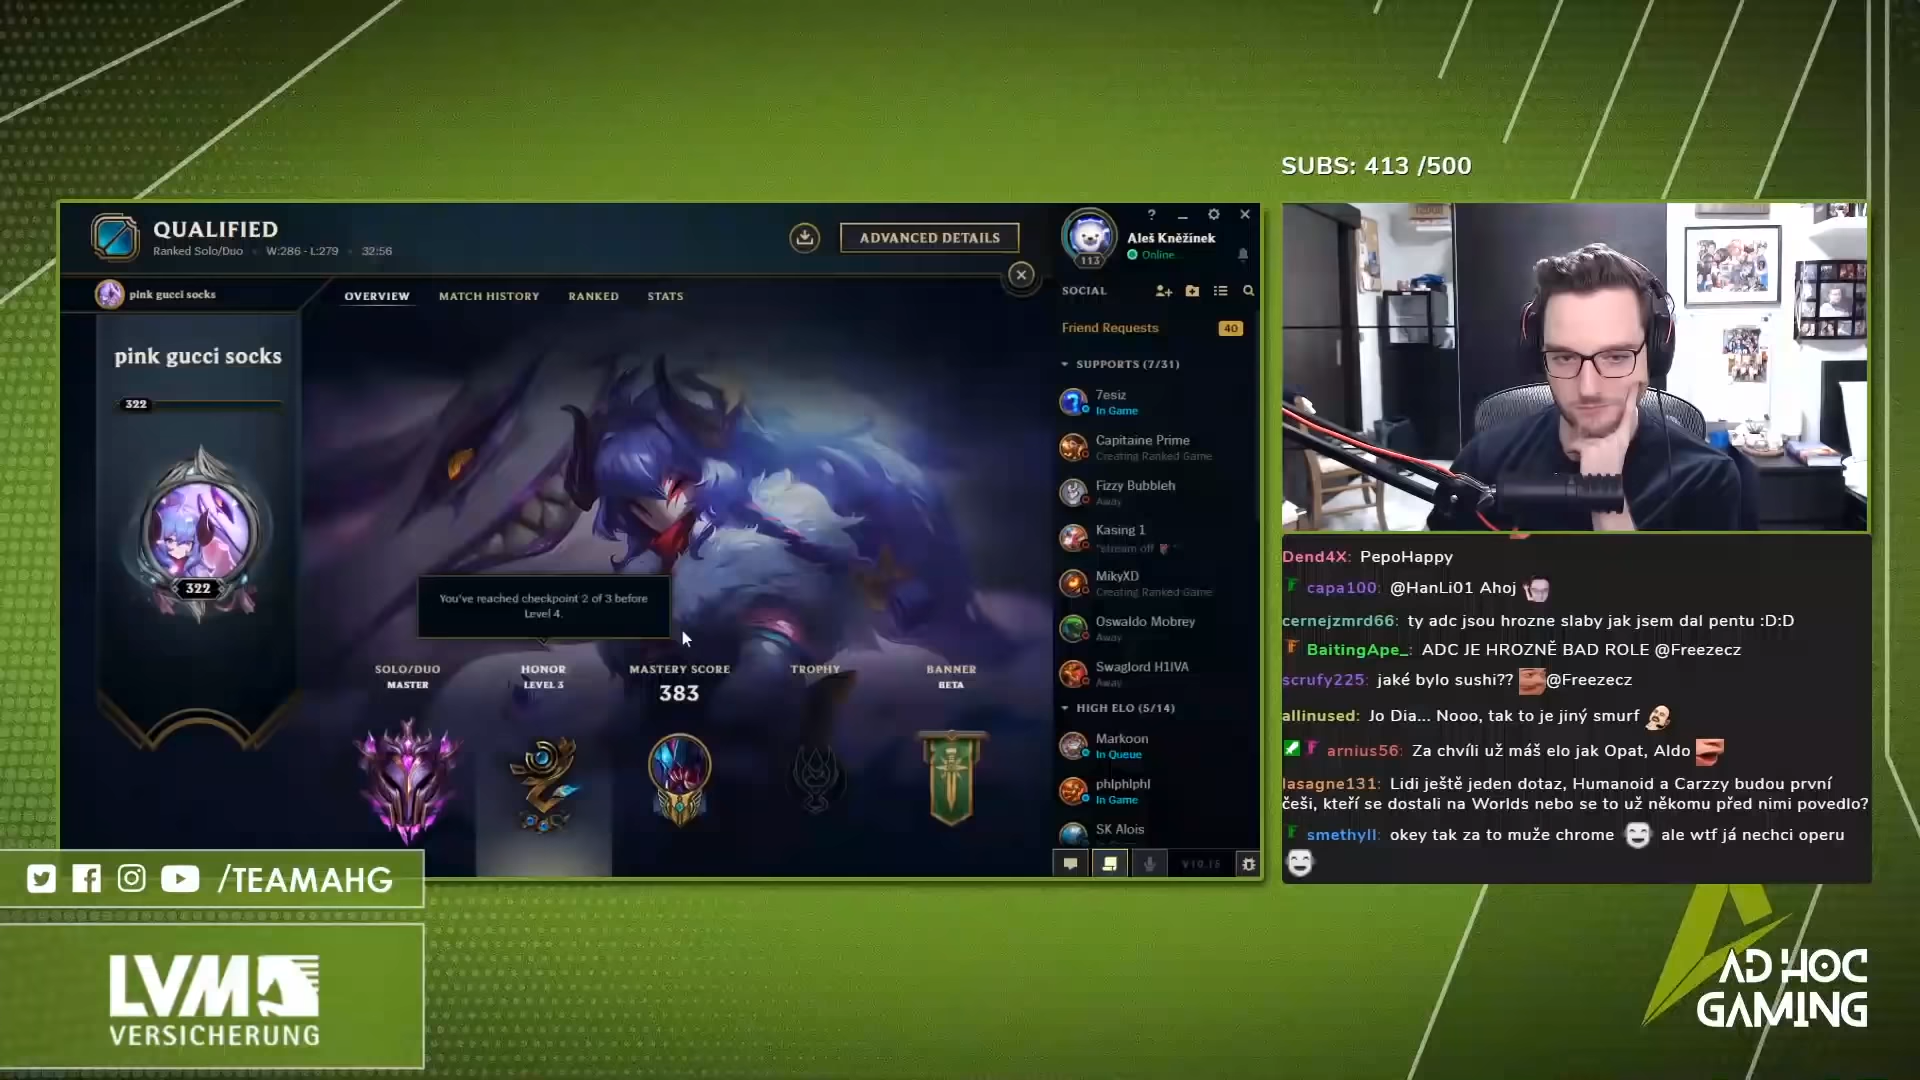 SUBS: 413 /500
QUALIFIED
Ranked Solo/Duo W:286 - L:279 32:56
ADVANCED DETAILS
pink gucci socks
OVERVIEW MATCH HISTORY RANKED STATS
pink gucci socks
322
322
You've reached checkpoint 2 of 3 before
Level 4.
SOLO/DUO
MASTER
HONOR
LEVEL 3
MASTERY SCORE
383
TROPHY
BANNER
BETA
?
113
Aleš Kněžínek
Online
SOCIAL
Friend Requests 40
SUPPORTS (7/31)
7esiz
In Game
Capitaine Prime
Creating Ranked Game
Fizzy Bubbleh
Away
Kasing 1
"stream off "
MikyXD
Creating Ranked Game
Oswaldo Mobrey
Away
Swaglord H1IVA
Away
HIGH ELO (5/14)
Markoon
In Queue
phlphlphl
In Game
SK Alois
V10.15
Dend4X: PepoHappy
capa100: @HanLi01 Ahoj
cernejzmrd66: ty adc jsou hrozne slaby jak jsem dal pentu :D:D
BaitingApe_: ADC JE HROZNĚ BAD ROLE @Freezecz
scrufy225: jaké bylo sushi?? @Freezecz
allinused: Jo Dia... Nooo, tak to je jiný smurf
arnius56: Za chvíli už máš elo jak Opat, Aldo
lasagne131: Lidi ještě jeden dotaz, Humanoid a Carzzy budou první
češi, kteří se dostali na Worlds nebo se to už někomu před nimi povedlo?
smethyll: okey tak za to muže chrome ale wtf já nechci operu
/TEAMAHG
LVM
VERSICHERUNG
AD HOC
GAMING